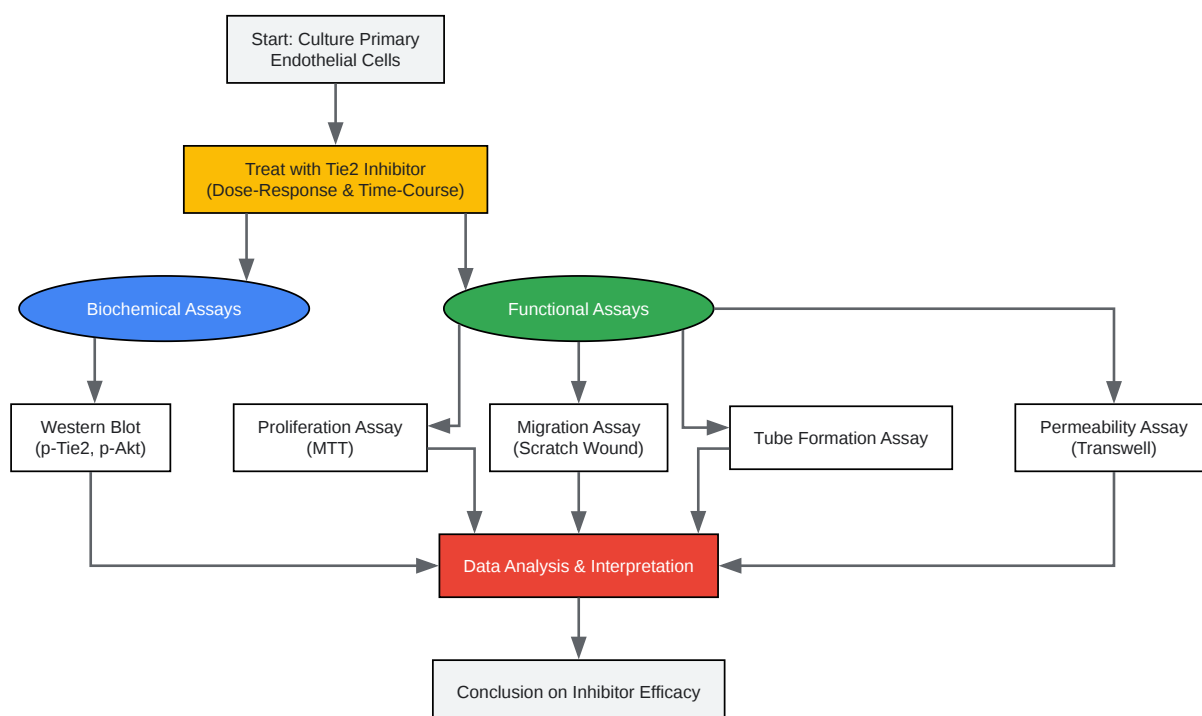 Start: Culture Primary
Endothelial Cells
Treat with Tie2 Inhibitor
(Dose-Response & Time-Course)
Biochemical Assays
Functional Assays
Western Blot
(p-Tie2, p-Akt)
Proliferation Assay
(MTT)
Migration Assay
(Scratch Wound)
Tube Formation Assay
Permeability Assay
(Transwell)
Data Analysis & Interpretation
Conclusion on Inhibitor Efficacy